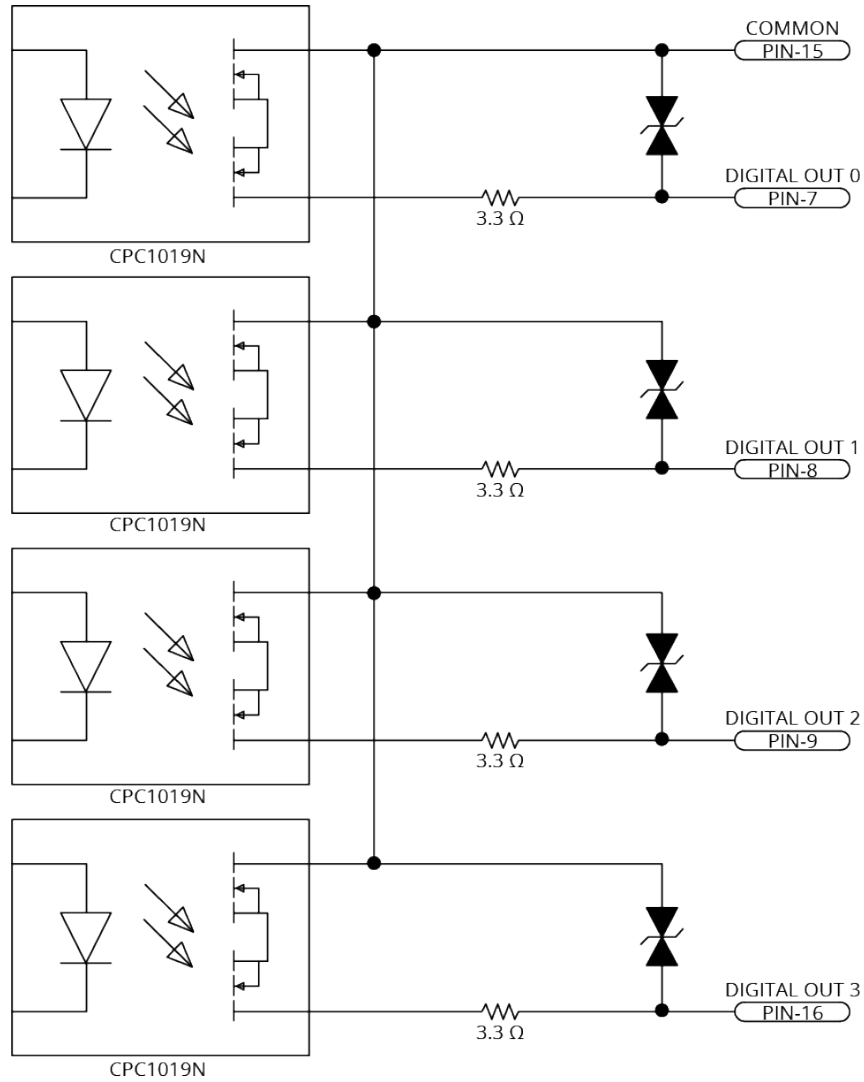 COMMON
PIN-15
DIGITAL OUT 0
PIN-7
3.3 Ω
CPC1019N
DIGITAL OUT 1
PIN-8
3.3 Ω
CPC1019N
DIGITAL OUT 2
PIN-9
3.3 Ω
CPC1019N
DIGITAL OUT 3
PIN-16
3.3 Ω
CPC1019N